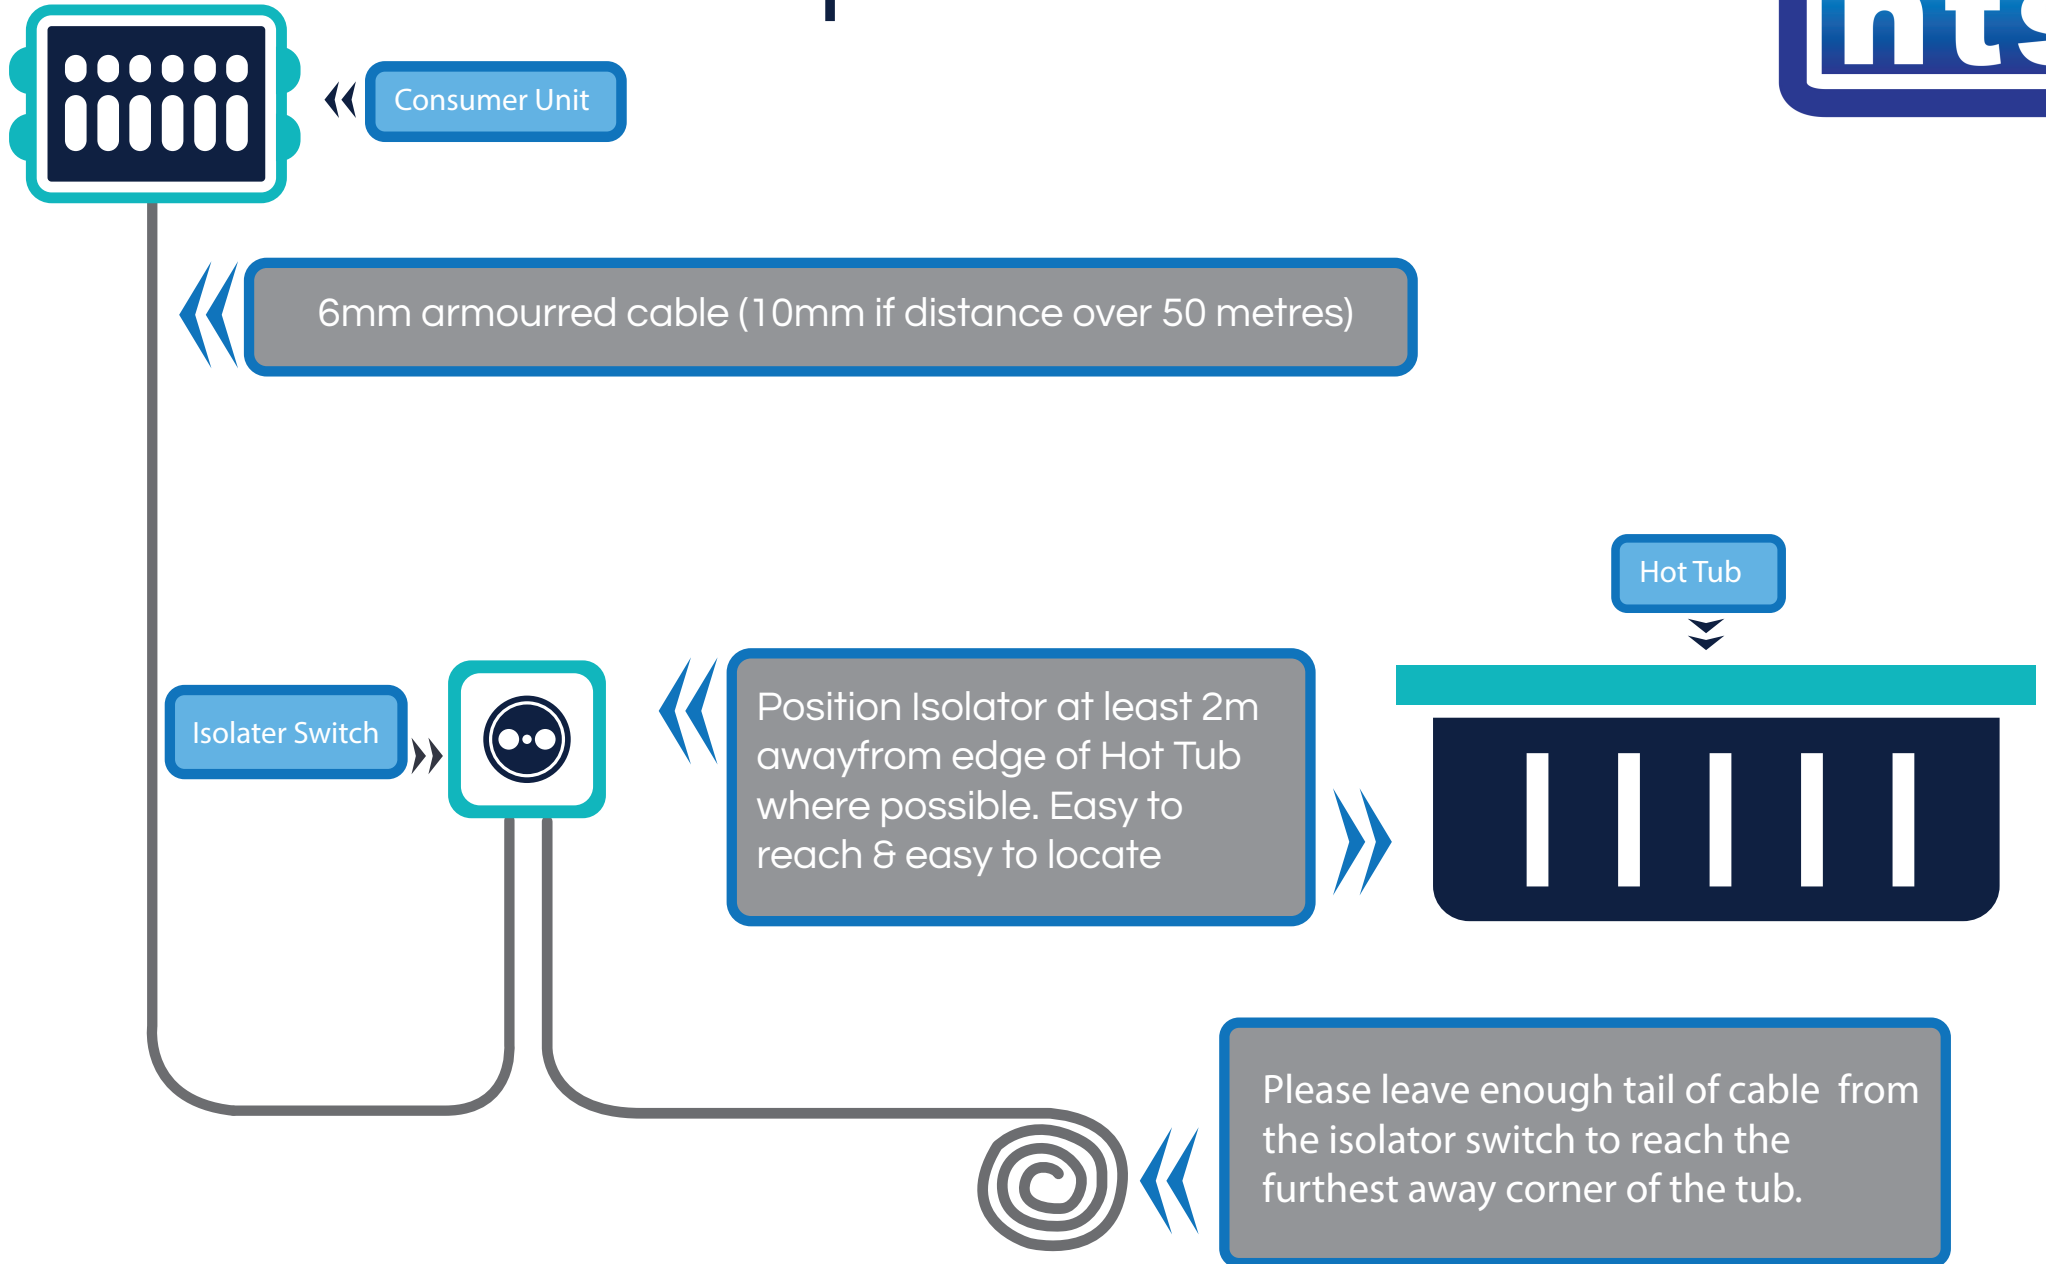 Consumer Unit
6mm armourred cable (10mm if distance over 50 metres)
Hot Tub
Isolater Switch
Position Isolator at least 2m
awayfrom edge of Hot Tub
where possible. Easy to
reach & easy to locate
Please leave enough tail of cable from
the isolator switch to reach the
furthest away corner of the tub.